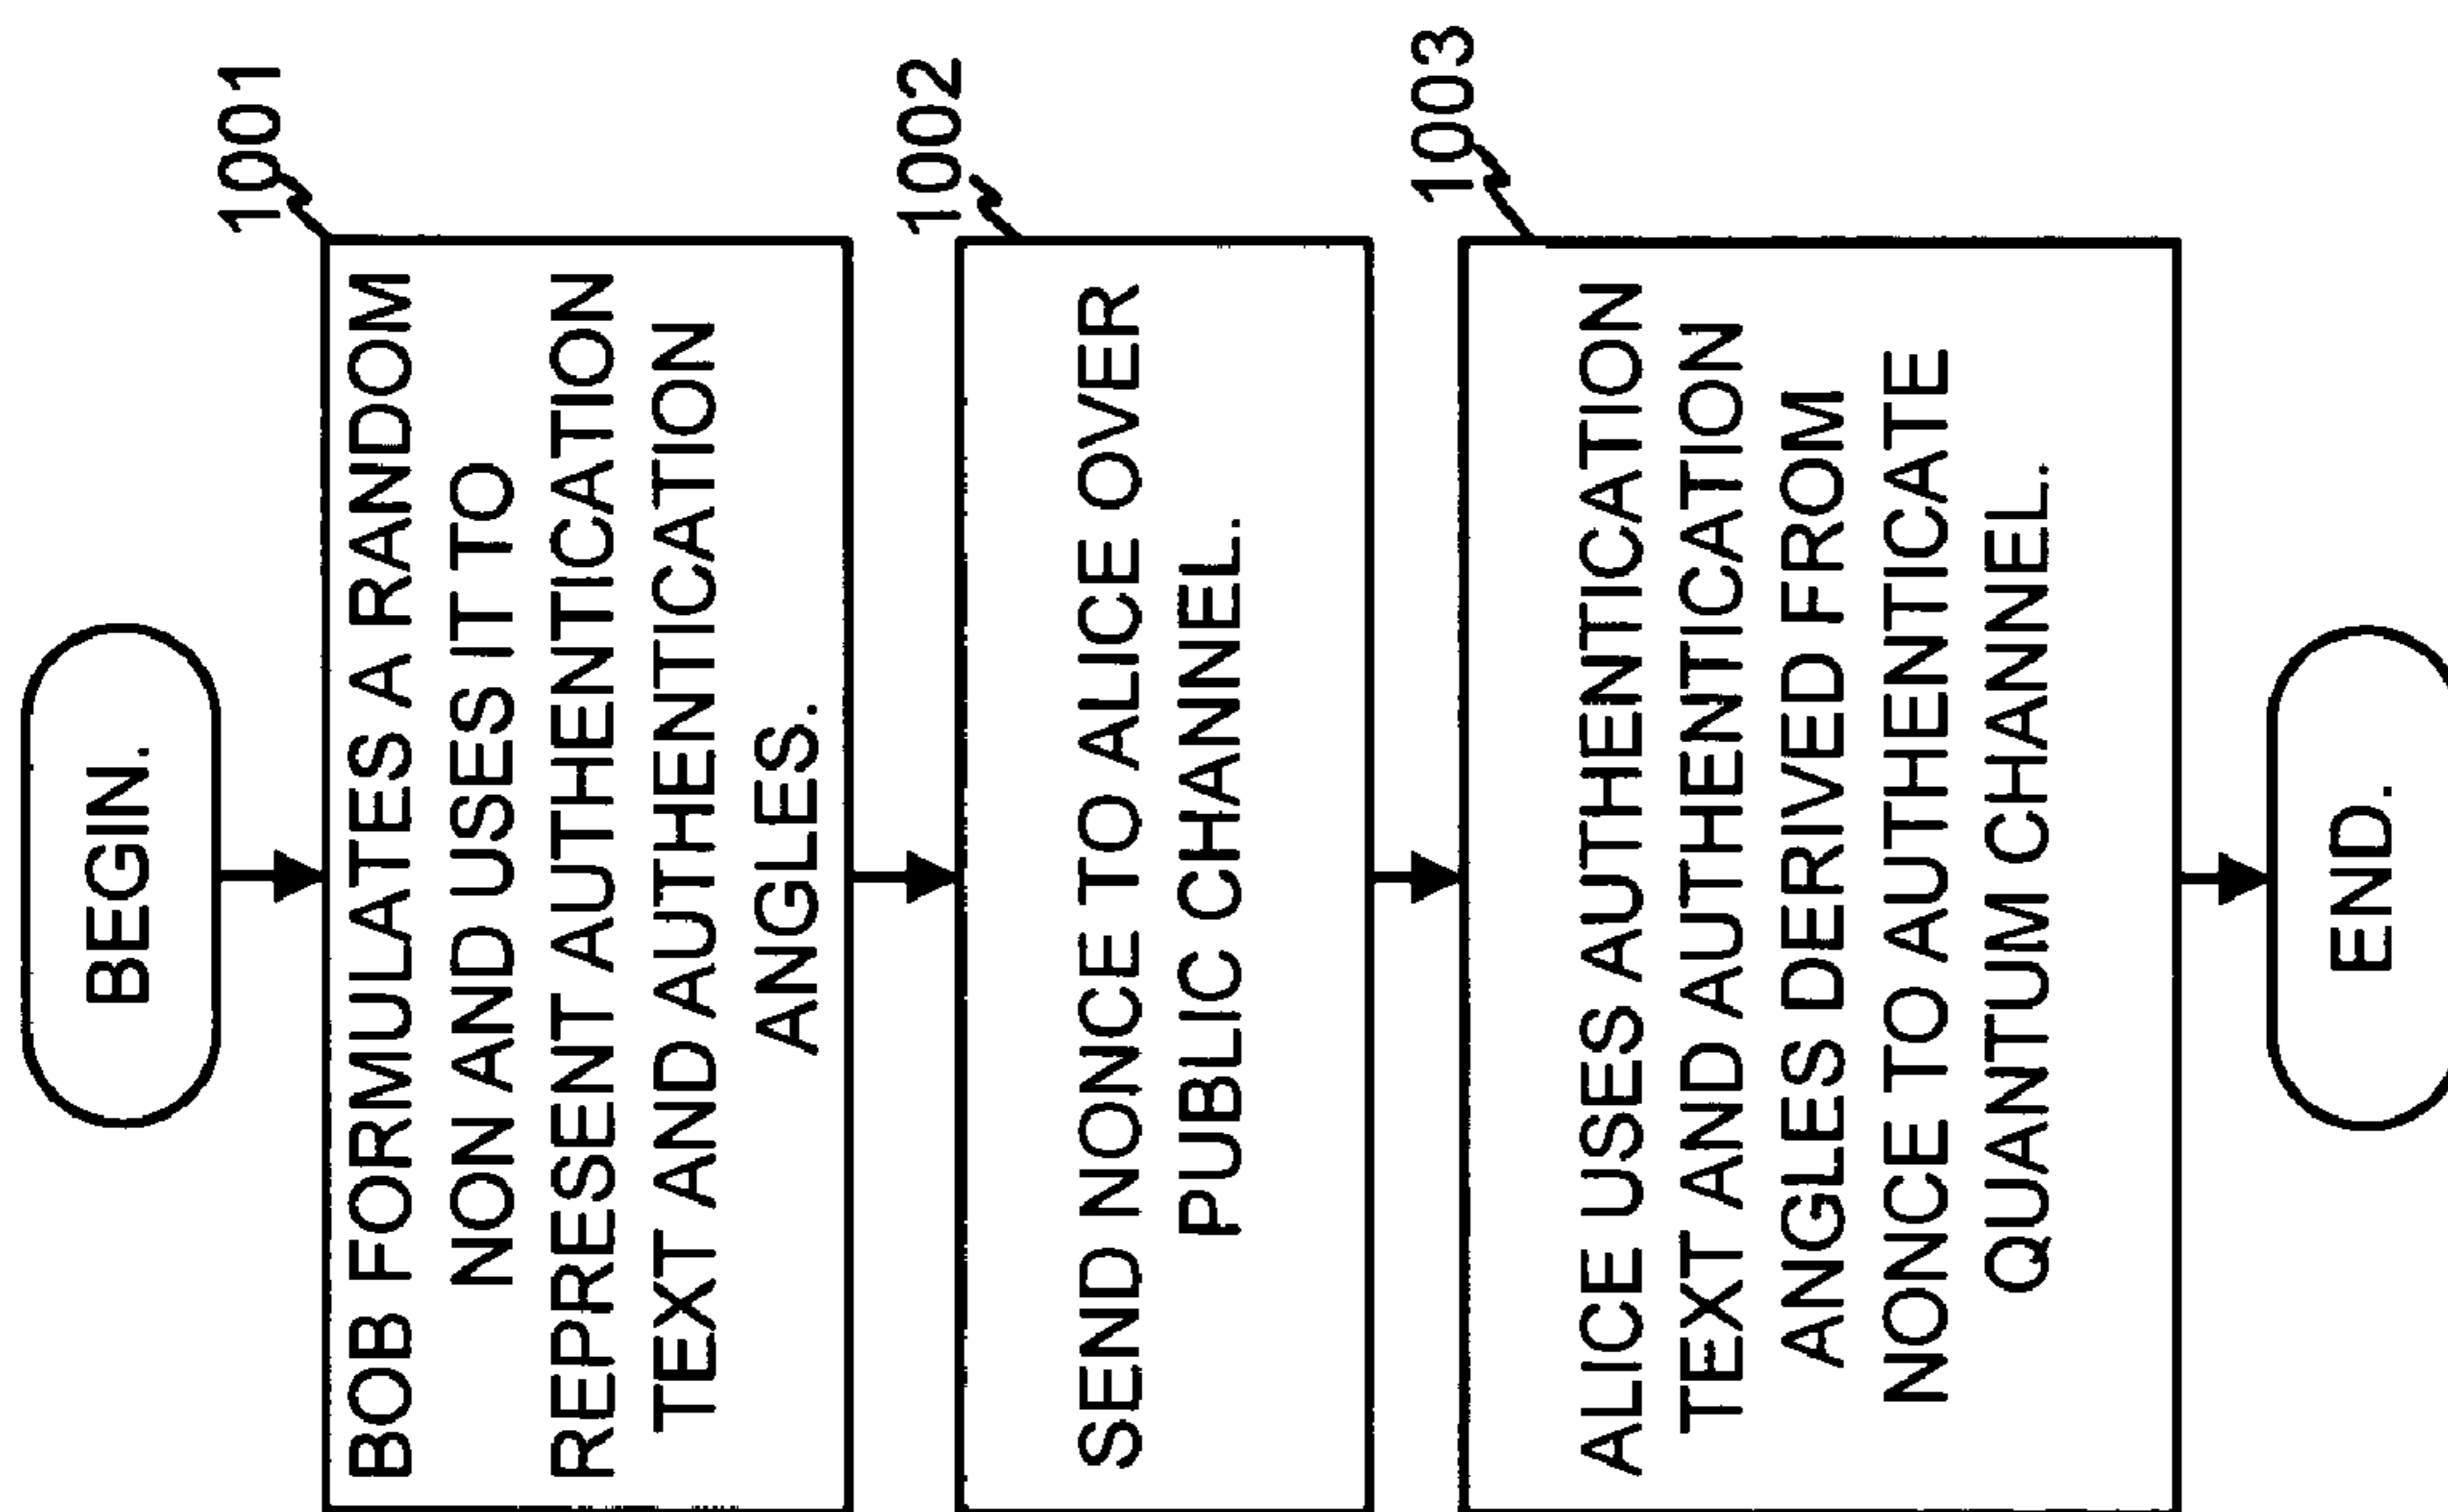 BEGIN.
1001
BOB FORMULATES A RANDOM
NON AND USES IT TO
REPRESENT AUTHENTICATION
TEXT AND AUTHENTICATION
ANGLES.
1002
SEND NONCE TO ALICE OVER
PUBLIC CHANNEL.
1003
ALICE USES AUTHENTICATION
TEXT AND AUTHENTICATION
ANGLES DERIVED FROM
NONCE TO AUTHENTICATE
QUANTUM CHANNEL.
END.